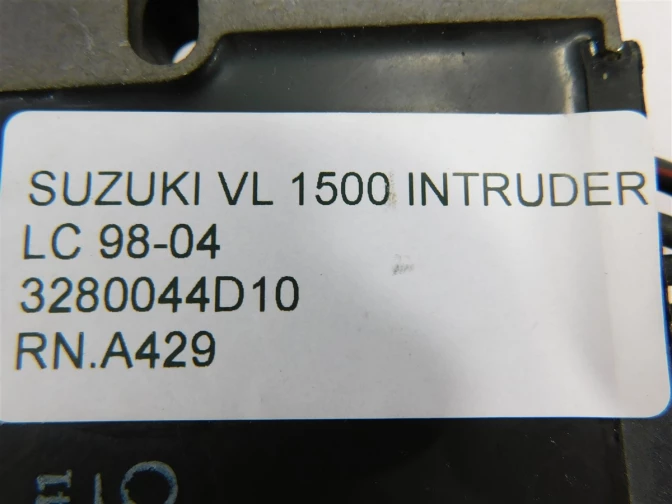 SUZUKI VL 1500 INTRUDER
LC 98-04
3280044D10
RN.A429